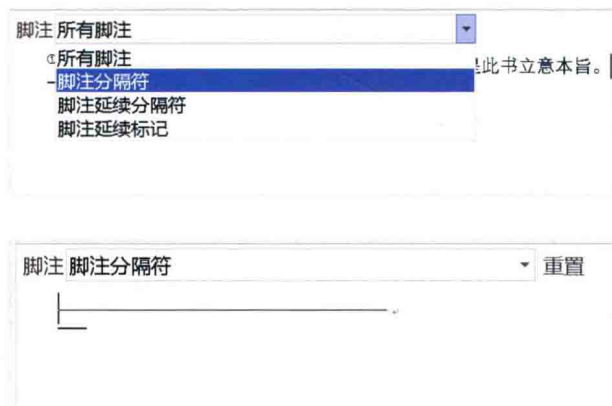 脚注 所有脚注
所有脚注
是此书立意本旨。
脚注分隔符
脚注延续分隔符
脚注延续标记
脚注 脚注分隔符 重置